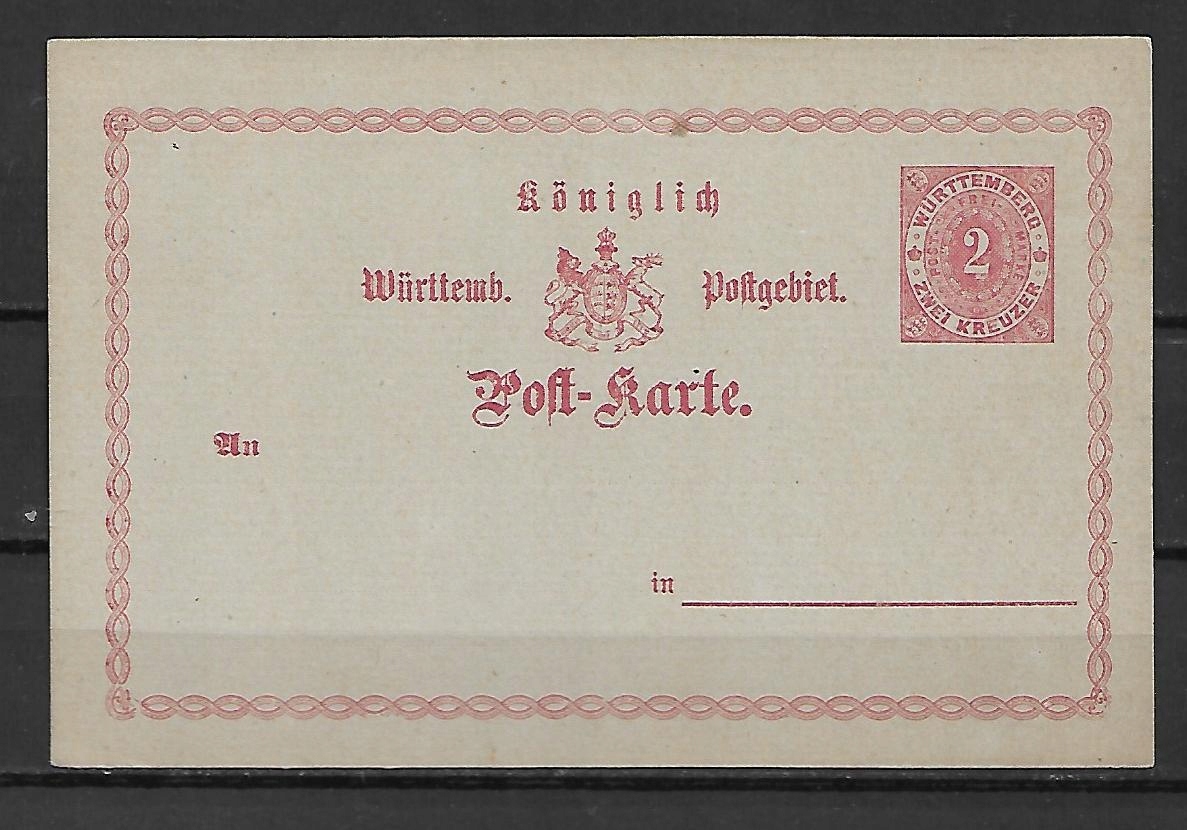 Königlich
Württemb. Postgebiet.
Post-Karte.
WÜRTTEMBERG
POST- FREI- MARKE
2
ZWEI KREUZER
An
in